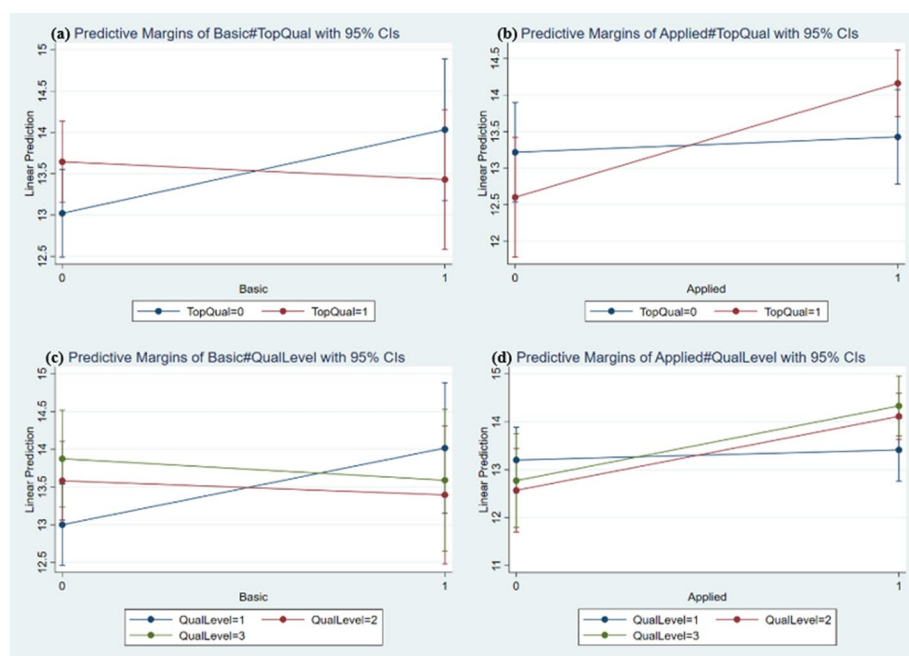 (a) Predictive Margins of Basic#TopQual with 95% CIs
15
14.5
14
13.5
13
12.5
Linear Prediction
0
1
Basic
TopQual=0
TopQual=1
(b) Predictive Margins of Applied#TopQual with 95% CIs
14.5
14
13.5
13
12.5
12
Linear Prediction
0
1
Applied
TopQual=0
TopQual=1
(c) Predictive Margins of Basic#QualLevel with 95% CIs
15
14.5
14
13.5
13
12.5
Linear Prediction
0
1
Basic
QualLevel=1
QualLevel=2
QualLevel=3
(d) Predictive Margins of Applied#QualLevel with 95% CIs
15
14
13
12
11
Linear Prediction
0
1
Applied
QualLevel=1
QualLevel=2
QualLevel=3